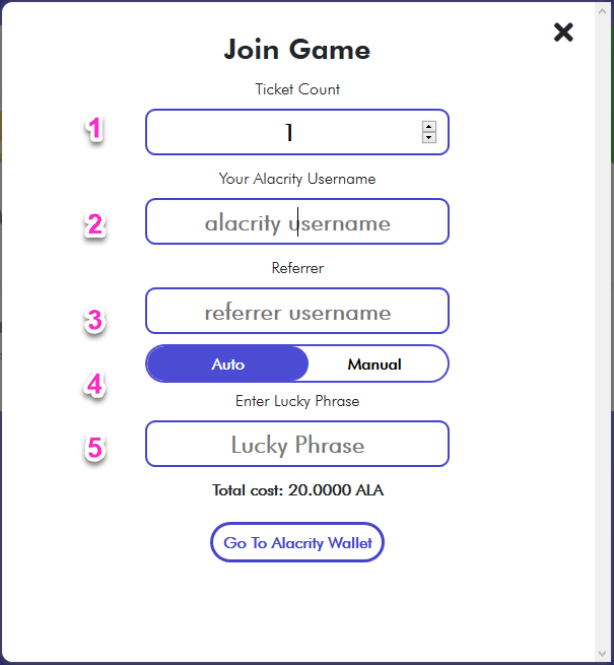 Join Game
Ticket Count
1
1
Your Alacrity Username
2
alacrity username
Referrer
3
referrer username
4
Auto Manual
Enter Lucky Phrase
5
Lucky Phrase
Total cost: 20.0000 ALA
Go To Alacrity Wallet